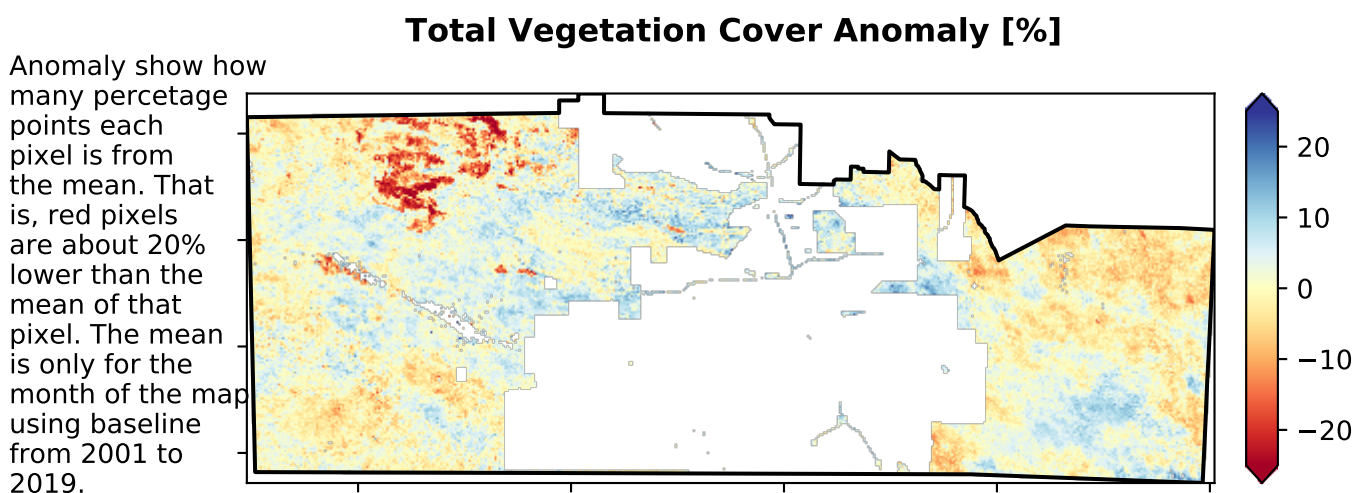 Total Vegetation Cover Anomaly [%]
Anomaly show how
many percetage
points each
pixel is from
the mean. That
is, red pixels
are about 20%
lower than the
mean of that
pixel. The mean
is only for the
month of the map
using baseline
from 2001 to
2019.
20
10
0
−10
−20